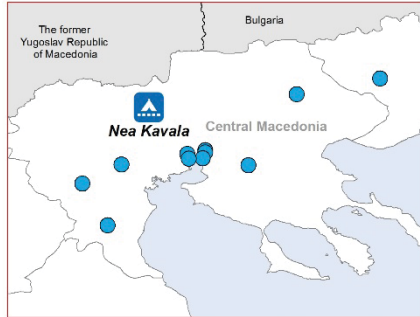 The former
Yugoslav Republic
of Macedonia
Bulgaria
Nea Kavala
Central Macedonia